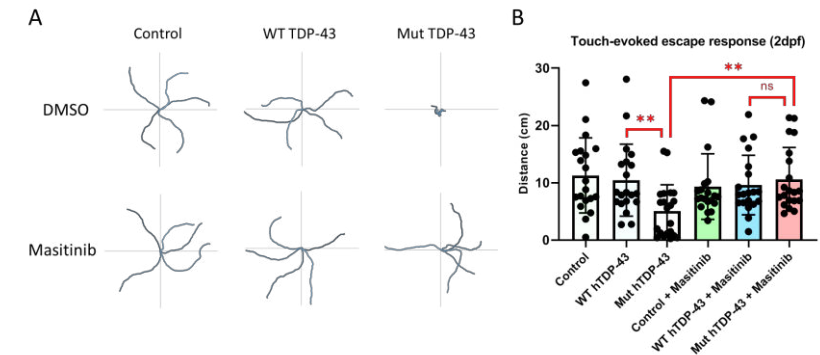 A
Control WT TDP-43 Mut TDP-43
DMSO
Masitinib
B
Touch-evoked escape response (2dpf)
Distance (cm)
30
20
10
0
**
**
ns
Control
WT hTDP-43
Mut hTDP-43
Control + Masitinib
WT hTDP-43 + Masitinib
Mut hTDP-43 + Masitinib